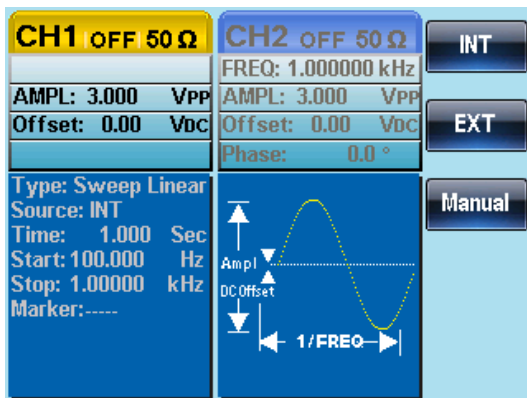 CH1 OFF 50 Ω
AMPL: 3.000 VPP
Offset: 0.00 VDC
Type: Sweep Linear
Source: INT
Time: 1.000 Sec
Start: 100.000 Hz
Stop: 1.00000 kHz
Marker:-----
CH2 OFF 50 Ω
FREQ: 1.000000 kHz
AMPL: 3.000 VPP
Offset: 0.00 VDC
Phase: 0.0 °
Ampl
DC Offset
1/FREQ
INT
EXT
Manual